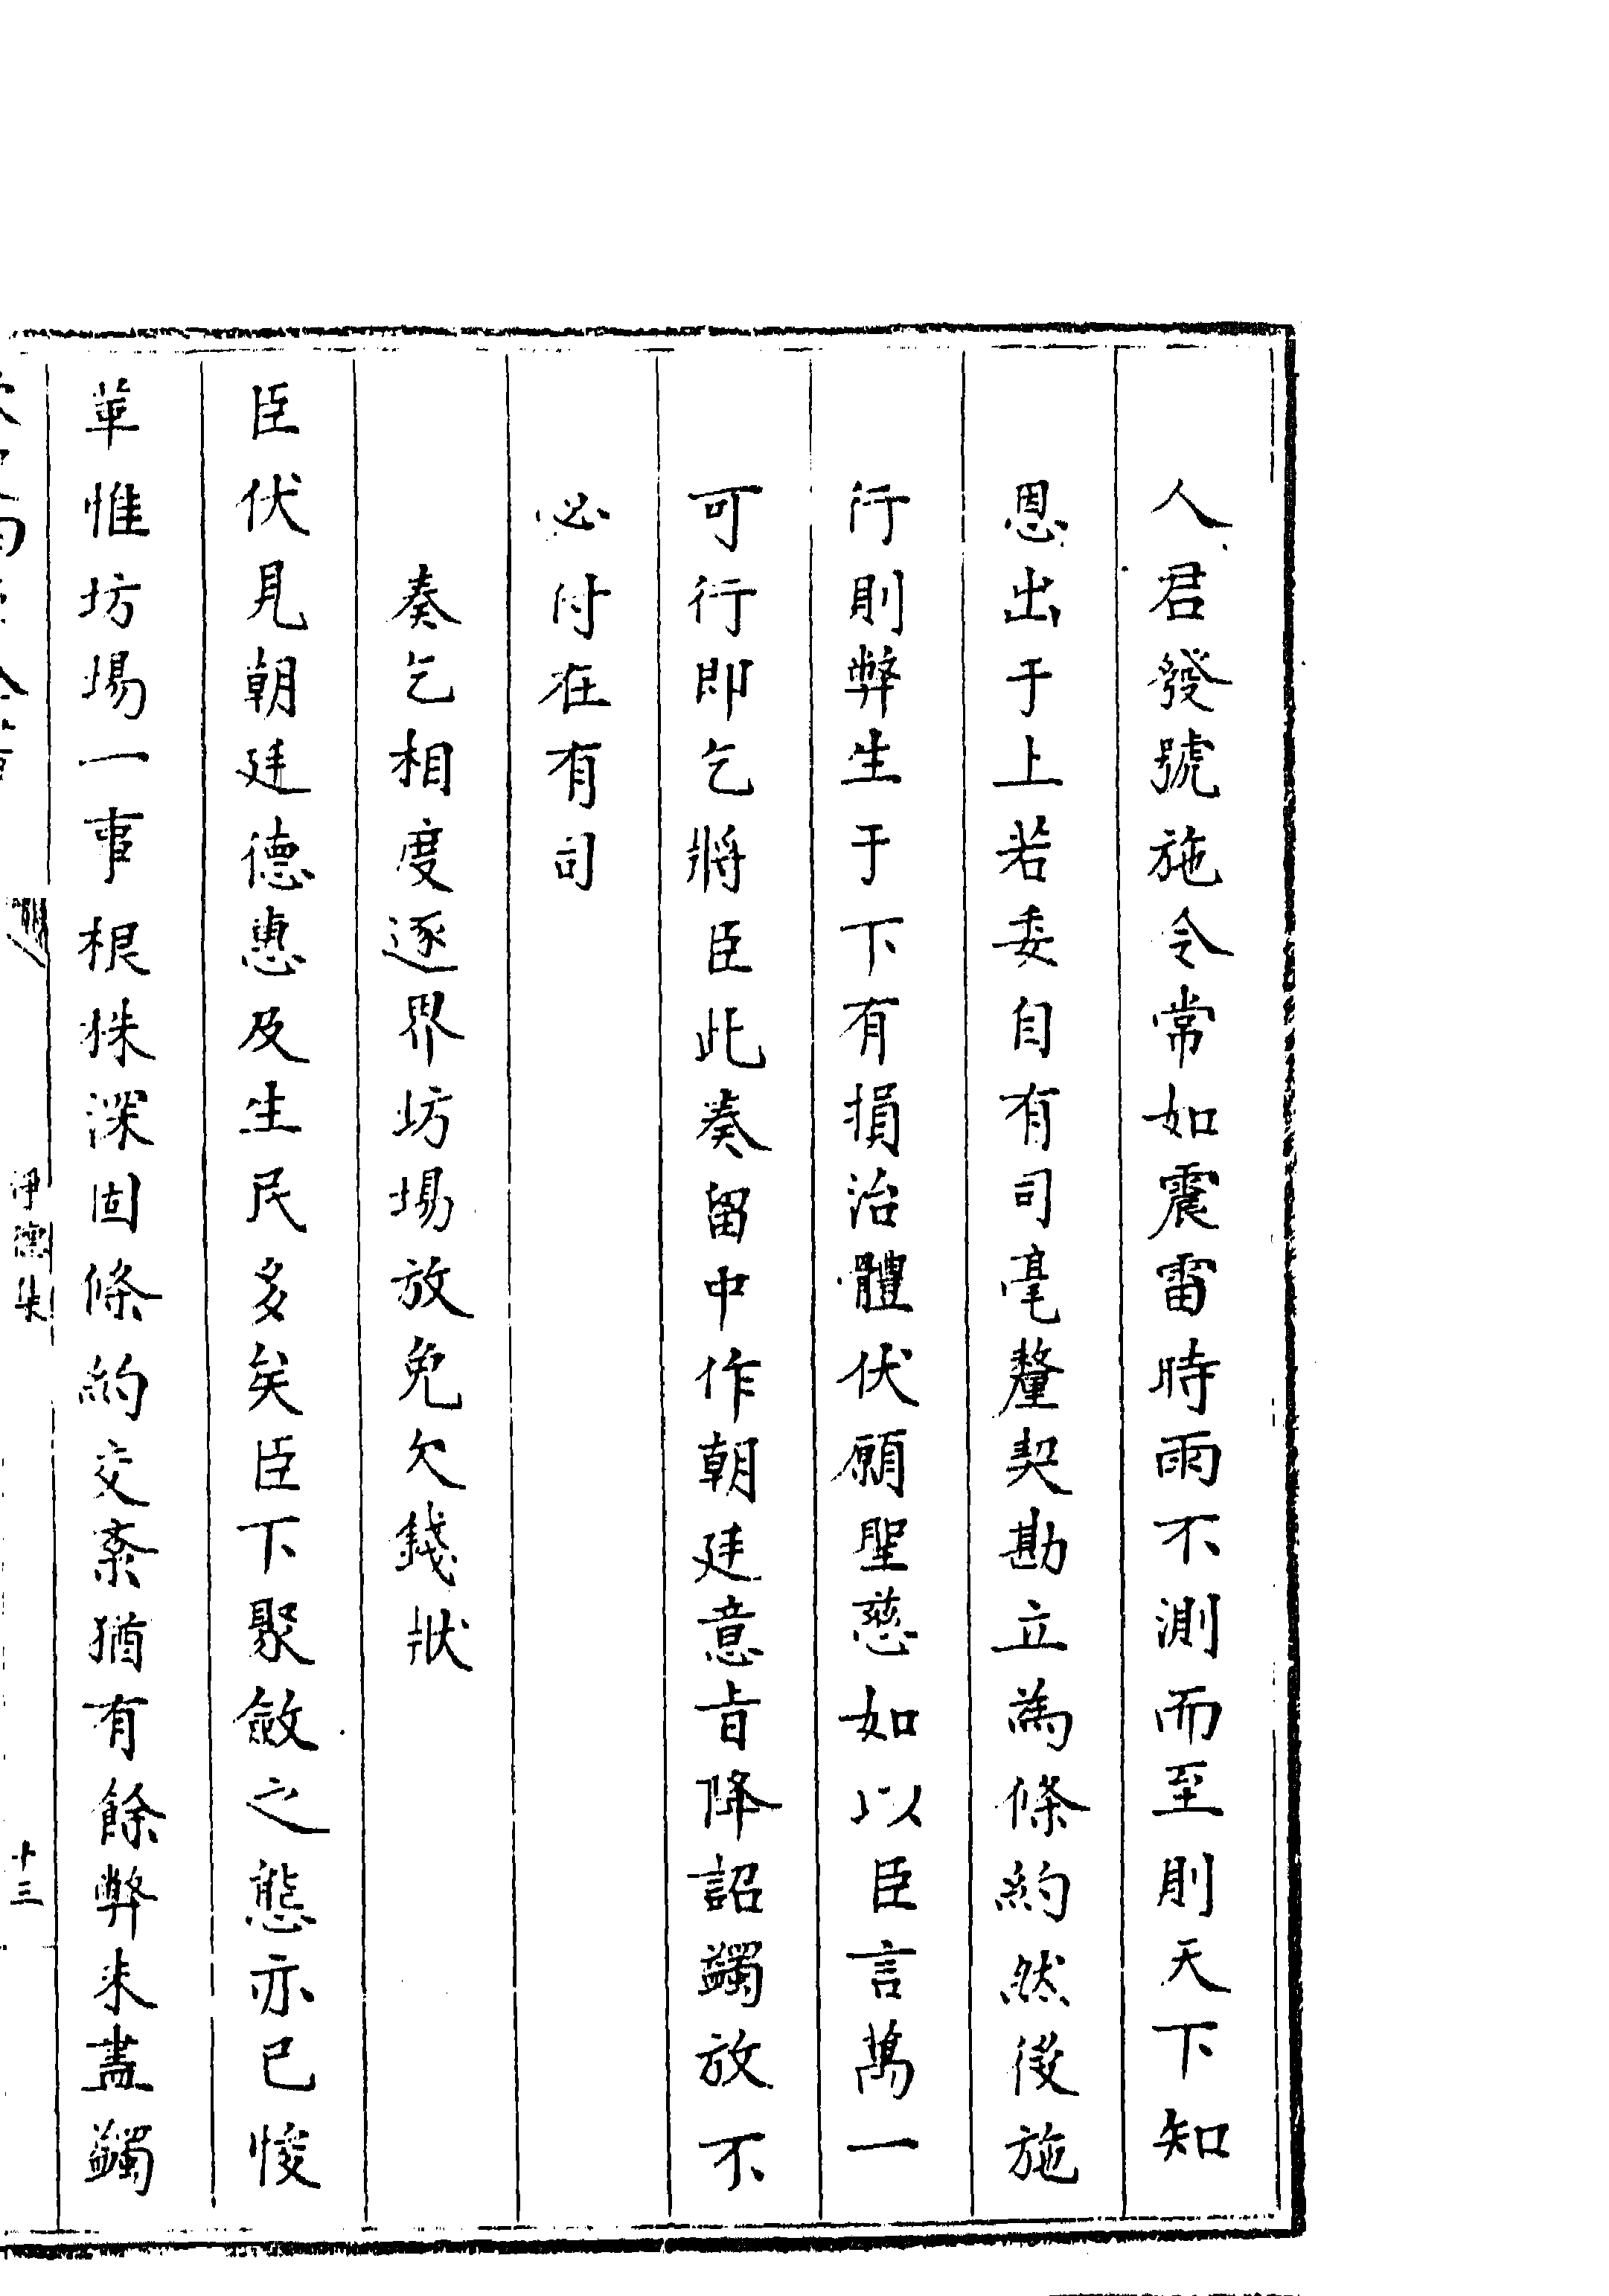 人君發號施令常如震雷時雨不測而至則天下知
恩出于上若委自有司毫釐契勘立為條約然後施
行則弊生于下有損治體伏願聖慈如以臣言萬一
可行即乞將臣此奏留中作朝廷意旨降詔蠲放不
必付在有司
奏乞相度逐界坊場放免欠錢狀
臣伏見朝廷德惠及生民多矣臣下聚斂之態亦已悛
革惟坊場一事根株深固條約交紊猶有餘弊未盡蠲
淨德集
十三